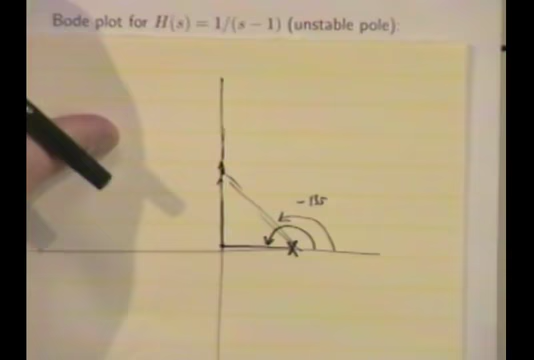 Bode plot for H(s) = 1/(s − 1) (unstable pole):
-135